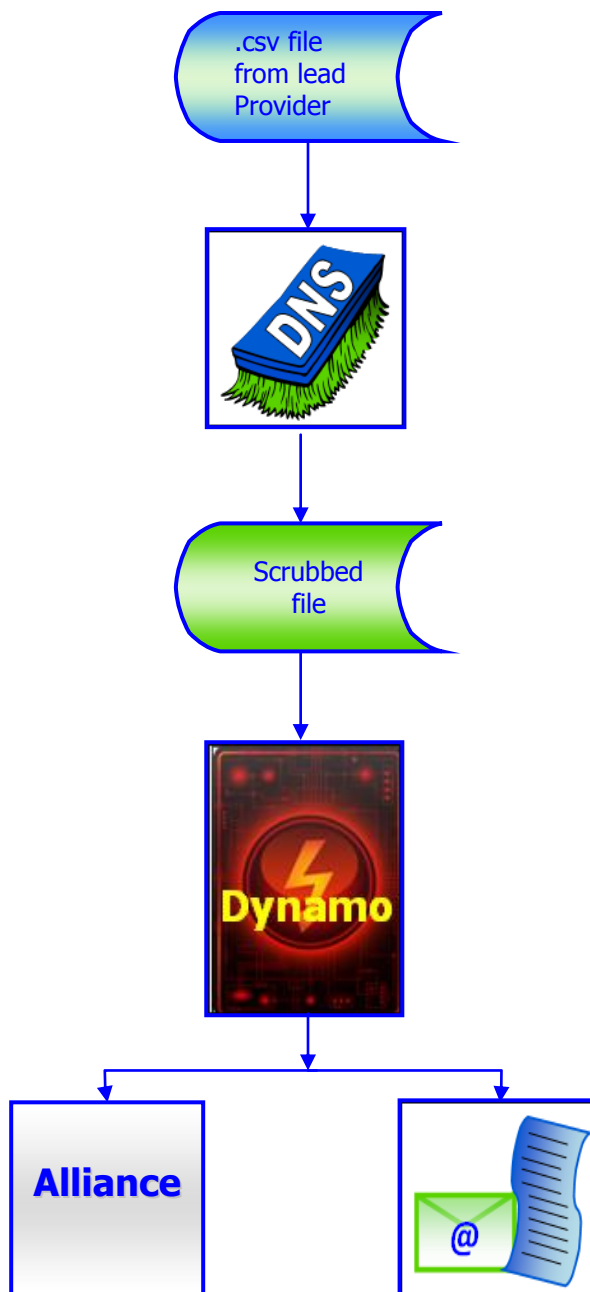 .csv file
from lead
Provider
DNS
Scrubbed
file
Dynamo
Alliance
@